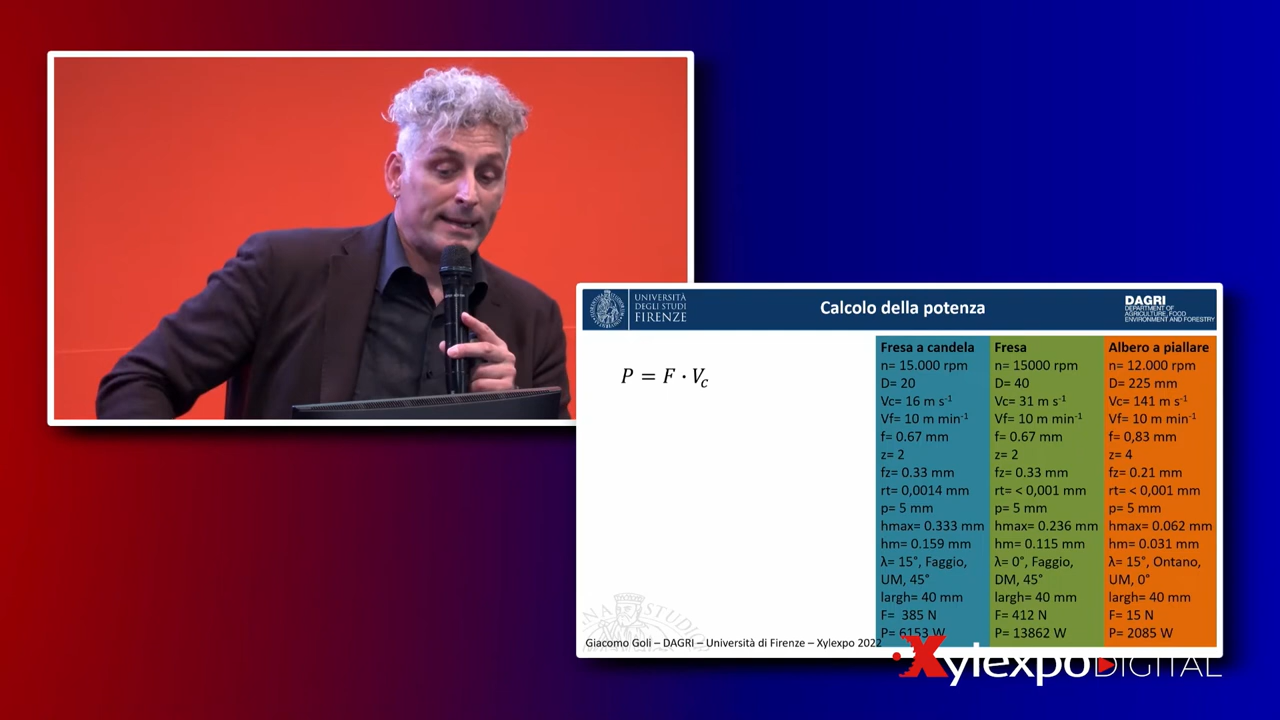 UNIVERSITÀ
DEGLI STUDI
FIRENZE
Calcolo della potenza
DAGRI
DEPARTMENT OF
AGRICULTURE, FOOD
ENVIRONMENT AND FORESTRY
P = F · Vc
Fresa a candela
n= 15.000 rpm
D= 20
Vc= 16 m s⁻¹
Vf= 10 m min⁻¹
f= 0.67 mm
z= 2
fz= 0.33 mm
rt= 0,0014 mm
p= 5 mm
hmax= 0.333 mm
hm= 0.159 mm
λ= 15°, Faggio,
UM, 45°
largh= 40 mm
F= 385 N
P= 6153 W
Fresa
n= 15000 rpm
D= 40
Vc= 31 m s⁻¹
Vf= 10 m min⁻¹
f= 0.67 mm
z= 2
fz= 0.33 mm
rt= < 0,001 mm
p= 5 mm
hmax= 0.236 mm
hm= 0.115 mm
λ= 0°, Faggio,
DM, 45°
largh= 40 mm
F= 412 N
P= 13862 W
Albero a piallare
n= 12.000 rpm
D= 225 mm
Vc= 141 m s⁻¹
Vf= 10 m min⁻¹
f= 0,83 mm
z= 4
fz= 0.21 mm
rt= < 0,001 mm
p= 5 mm
hmax= 0.062 mm
hm= 0.031 mm
λ= 15°, Ontano,
UM, 0°
largh= 40 mm
F= 15 N
P= 2085 W
Giacomo Goli – DAGRI – Università di Firenze – Xylexpo 2022
Xylexpo DIGITAL